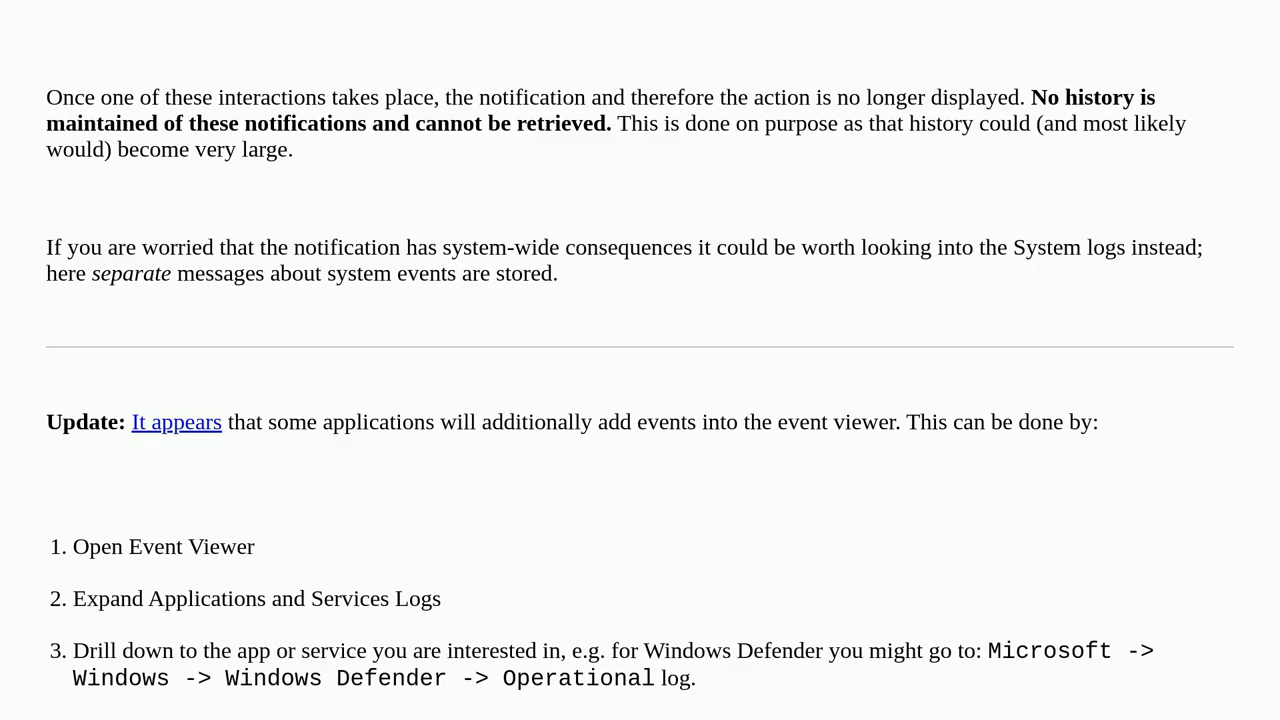 Once one of these interactions takes place, the notification and therefore the action is no longer displayed. No history is
maintained of these notifications and cannot be retrieved. This is done on purpose as that history could (and most likely
would) become very large.
If you are worried that the notification has system-wide consequences it could be worth looking into the System logs instead;
here separate messages about system events are stored.
Update: It appears that some applications will additionally add events into the event viewer. This can be done by:
1. Open Event Viewer
2. Expand Applications and Services Logs
3. Drill down to the app or service you are interested in, e.g. for Windows Defender you might go to: Microsoft ->
Windows -> Windows Defender -> Operational log.